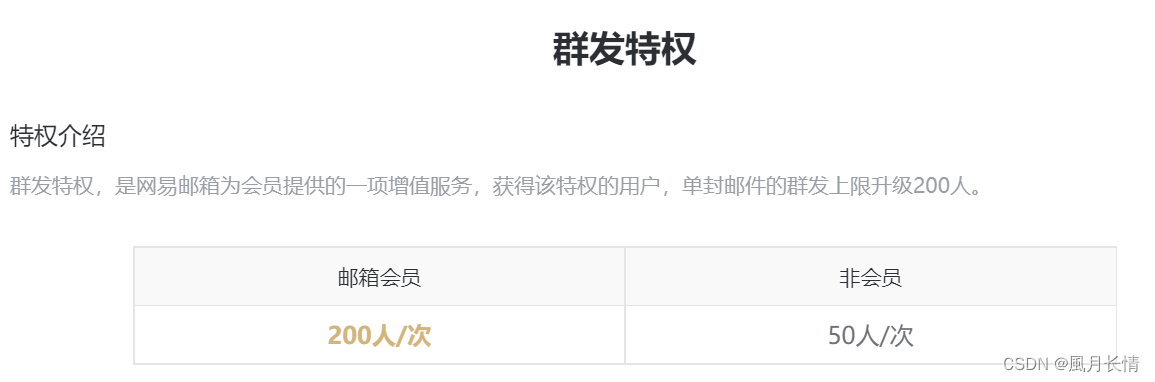 群发特权
特权介绍
群发特权，是网易邮箱为会员提供的一项增值服务，获得该特权的用户，单封邮件的群发上限升级200人。
邮箱会员 非会员
200人/次 50人/次
CSDN @風月长情